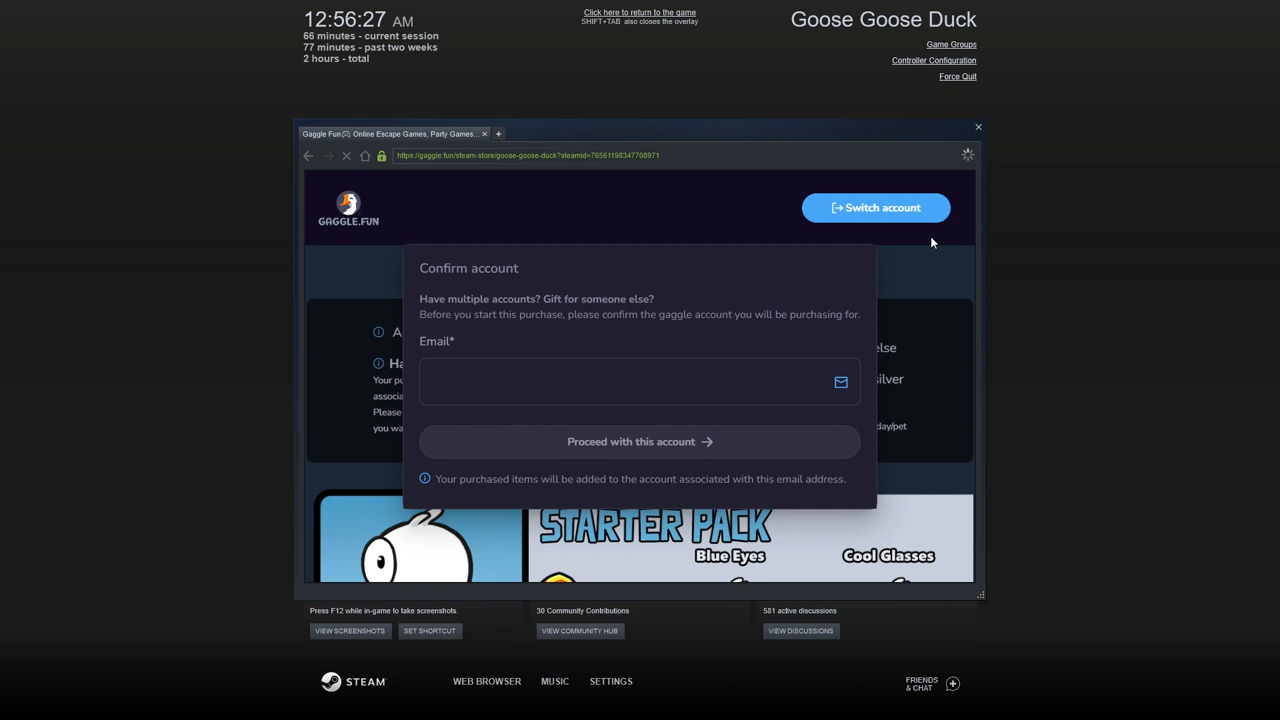 12:56:27 AM
66 minutes - current session
77 minutes - past two weeks
2 hours - total
Click here to return to the game
SHIFT+TAB also closes the overlay
Goose Goose Duck
Game Groups
Controller Configuration
Force Quit
Gaggle Fun Online Escape Games, Party Games...
https://gaggle.fun/steam-store/goose-goose-duck?steamid=76561198347708971
GAGGLE.FUN
Switch account
Confirm account
Have multiple accounts? Gift for someone else?
Before you start this purchase, please confirm the gaggle account you will be purchasing for.
Email*
A
else
Ha
silver
Your pu
associa
Please
you wa
day/pet
Proceed with this account
Your purchased items will be added to the account associated with this email address.
STARTER PACK
Blue Eyes
Cool Glasses
Press F12 while in-game to take screenshots.
30 Community Contributions
581 active discussions
VIEW SCREENSHOTS
SET SHORTCUT
VIEW COMMUNITY HUB
VIEW DISCUSSIONS
STEAM
WEB BROWSER
MUSIC
SETTINGS
FRIENDS
& CHAT